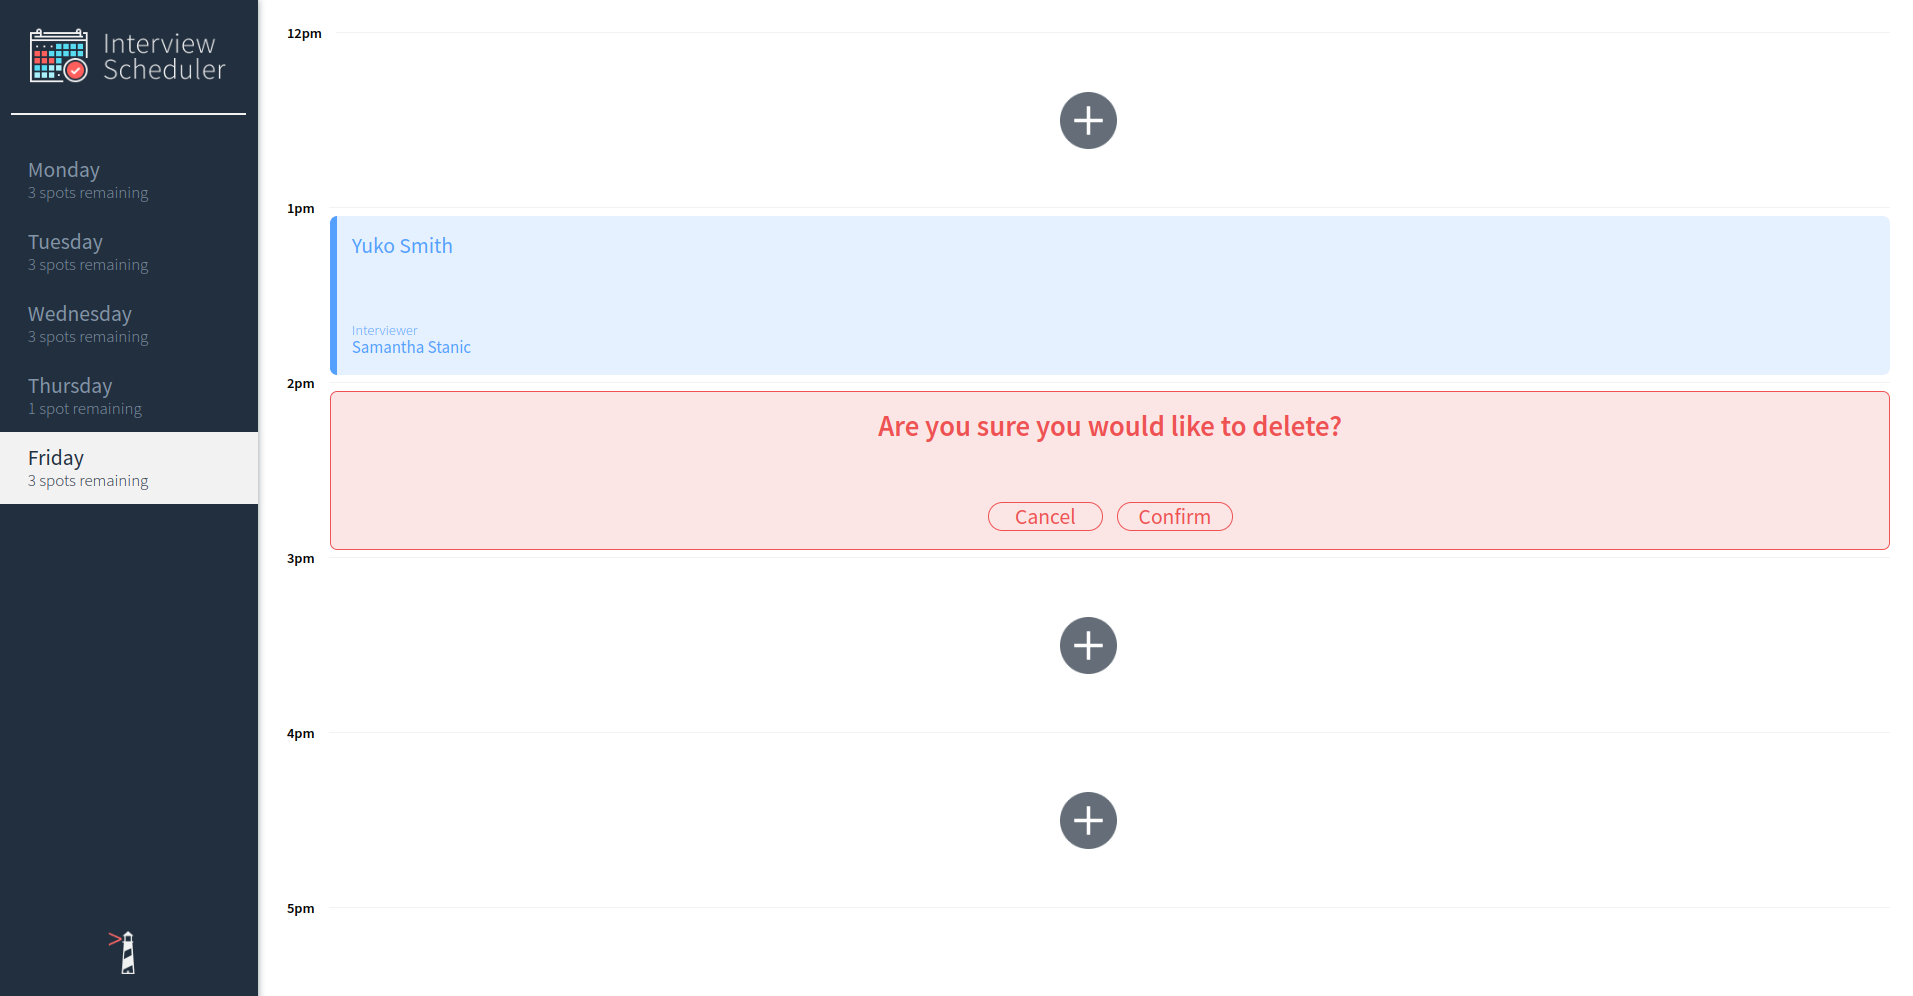 Interview
Scheduler
Monday
3 spots remaining
Tuesday
3 spots remaining
Wednesday
3 spots remaining
Thursday
1 spot remaining
Friday
3 spots remaining
12pm
1pm
Yuko Smith
Interviewer
Samantha Stanic
2pm
Are you sure you would like to delete?
Cancel Confirm
3pm
4pm
5pm